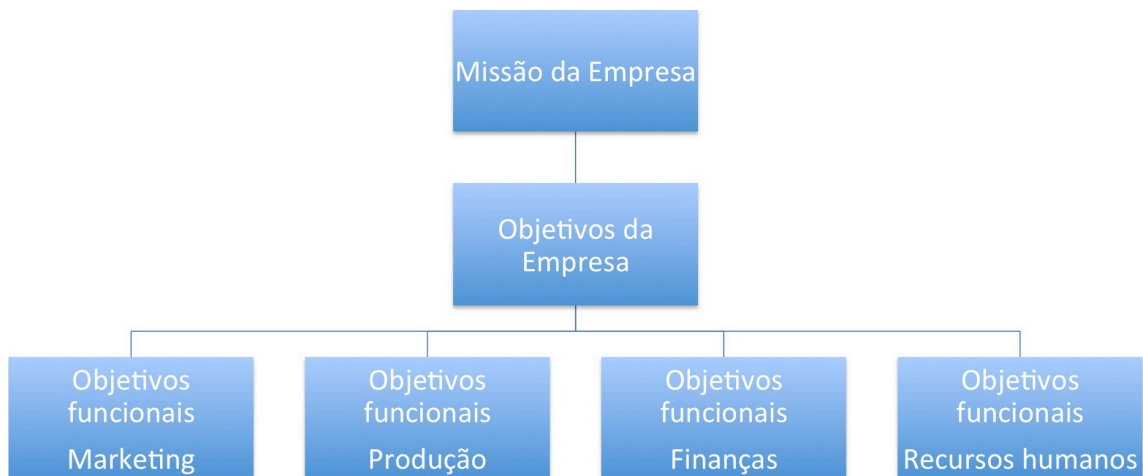 Missão da Empresa
Objetivos da
Empresa
Objetivos
funcionais
Marketing
Objetivos
funcionais
Produção
Objetivos
funcionais
Finanças
Objetivos
funcionais
Recursos humanos